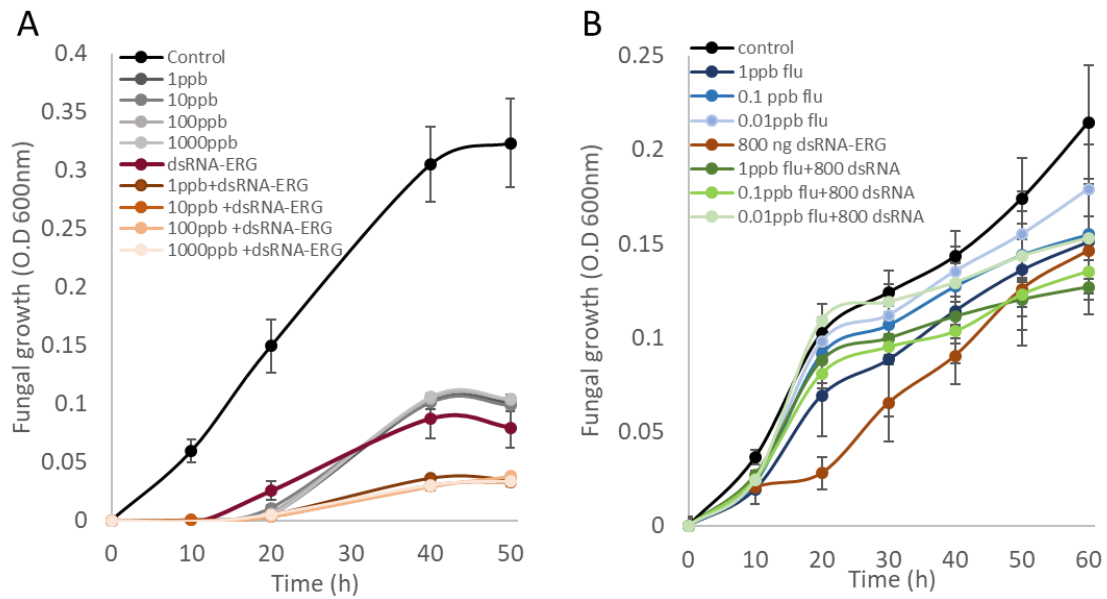 A
Fungal growth (O.D 600nm)
0.4
0.35
0.3
0.25
0.2
0.15
0.1
0.05
0
Control
1ppb
10ppb
100ppb
1000ppb
dsRNA-ERG
1ppb+dsRNA-ERG
10ppb +dsRNA-ERG
100ppb +dsRNA-ERG
1000ppb +dsRNA-ERG
0 10 20 30 40 50
Time (h)
B
Fungal growth (O.D 600nm)
0.25
0.2
0.15
0.1
0.05
0
control
1ppb flu
0.1 ppb flu
0.01ppb flu
800 ng dsRNA-ERG
1ppb flu+800 dsRNA
0.1ppb flu+800 dsRNA
0.01ppb flu+800 dsRNA
0 10 20 30 40 50 60
Time (h)